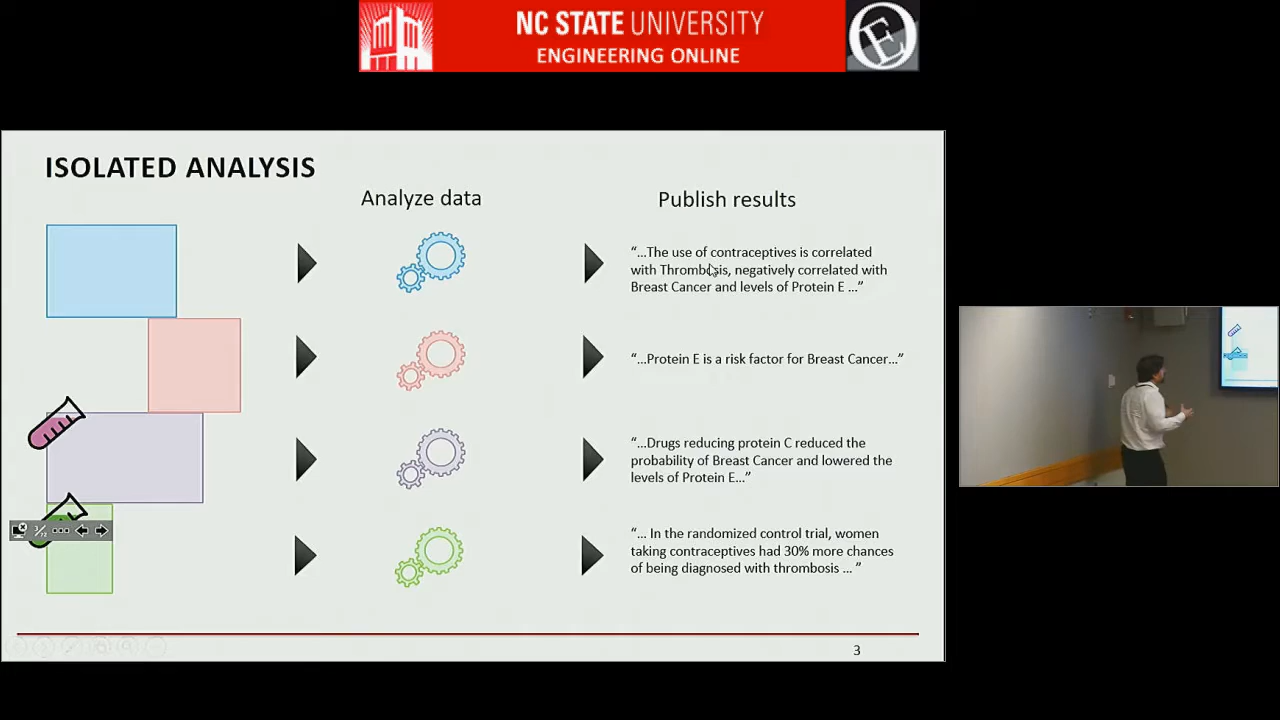 NC STATE UNIVERSITY
ENGINEERING ONLINE
ISOLATED ANALYSIS
Analyze data
Publish results
“...The use of contraceptives is correlated
with Thrombosis, negatively correlated with
Breast Cancer and levels of Protein E ...”
“...Protein E is a risk factor for Breast Cancer...”
“...Drugs reducing protein C reduced the
probability of Breast Cancer and lowered the
levels of Protein E...”
“... In the randomized control trial, women
taking contraceptives had 30% more chances
of being diagnosed with thrombosis ... ”
3